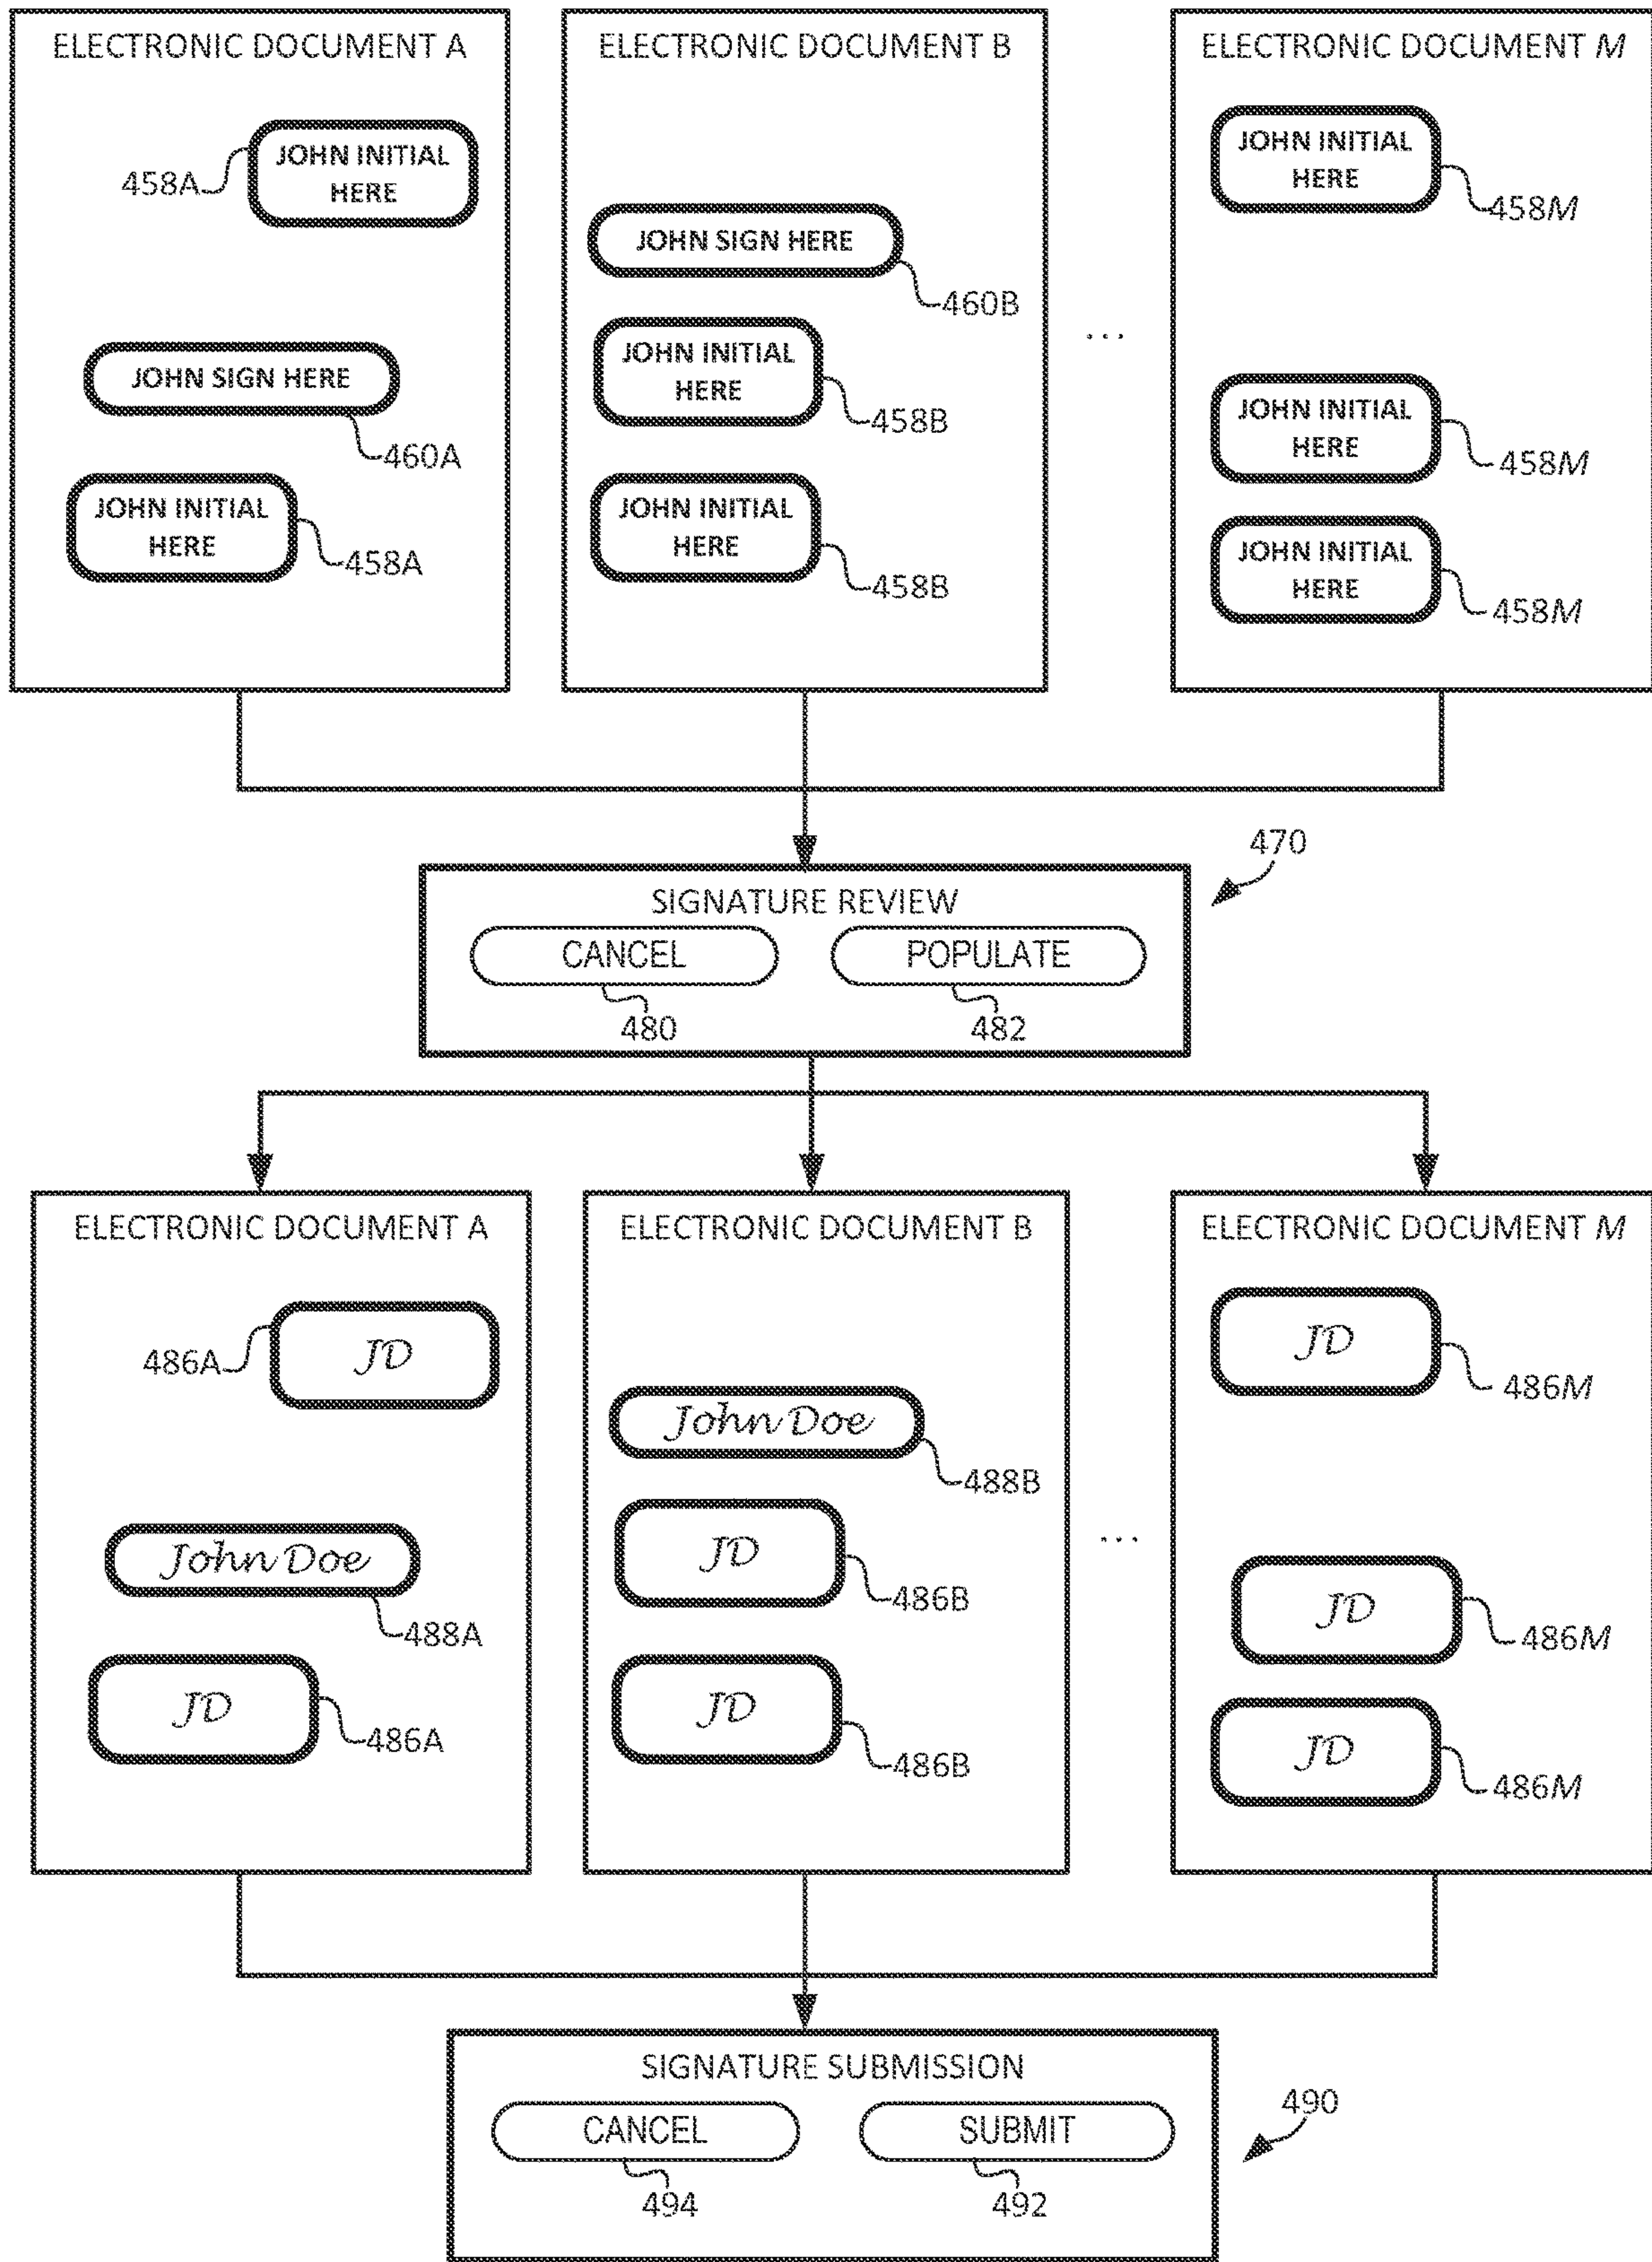 ELECTRONIC DOCUMENT A
JOHN INITIAL
HERE
458A
JOHN SIGN HERE
460A
JOHN INITIAL
HERE
458A
ELECTRONIC DOCUMENT B
JOHN SIGN HERE
460B
JOHN INITIAL
HERE
458B
JOHN INITIAL
HERE
458B
...
ELECTRONIC DOCUMENT M
JOHN INITIAL
HERE
458M
JOHN INITIAL
HERE
458M
JOHN INITIAL
HERE
458M
470
SIGNATURE REVIEW
CANCEL
480
POPULATE
482
ELECTRONIC DOCUMENT A
JD
486A
John Doe
488A
JD
486A
ELECTRONIC DOCUMENT B
John Doe
488B
JD
486B
JD
486B
...
ELECTRONIC DOCUMENT M
JD
486M
JD
486M
JD
486M
SIGNATURE SUBMISSION
490
CANCEL
494
SUBMIT
492